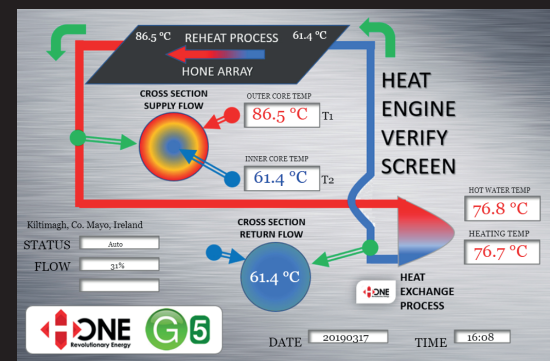 86.5 °C REHEAT PROCESS 61.4 °C
HONE ARRAY
CROSS SECTION
SUPPLY FLOW
OUTER CORE TEMP
86.5 °C T1
INNER CORE TEMP
61.4 °C T2
HEAT
ENGINE
VERIFY
SCREEN
HOT WATER TEMP
76.8 °C
HEATING TEMP
76.7 °C
Kiltimagh, Co. Mayo, Ireland
STATUS Auto
FLOW 31%
CROSS SECTION
RETURN FLOW
61.4 °C
HONE
HEAT
EXCHANGE
PROCESS
HONE
Revolutionary Energy
G5
DATE 20190317 TIME 16:08